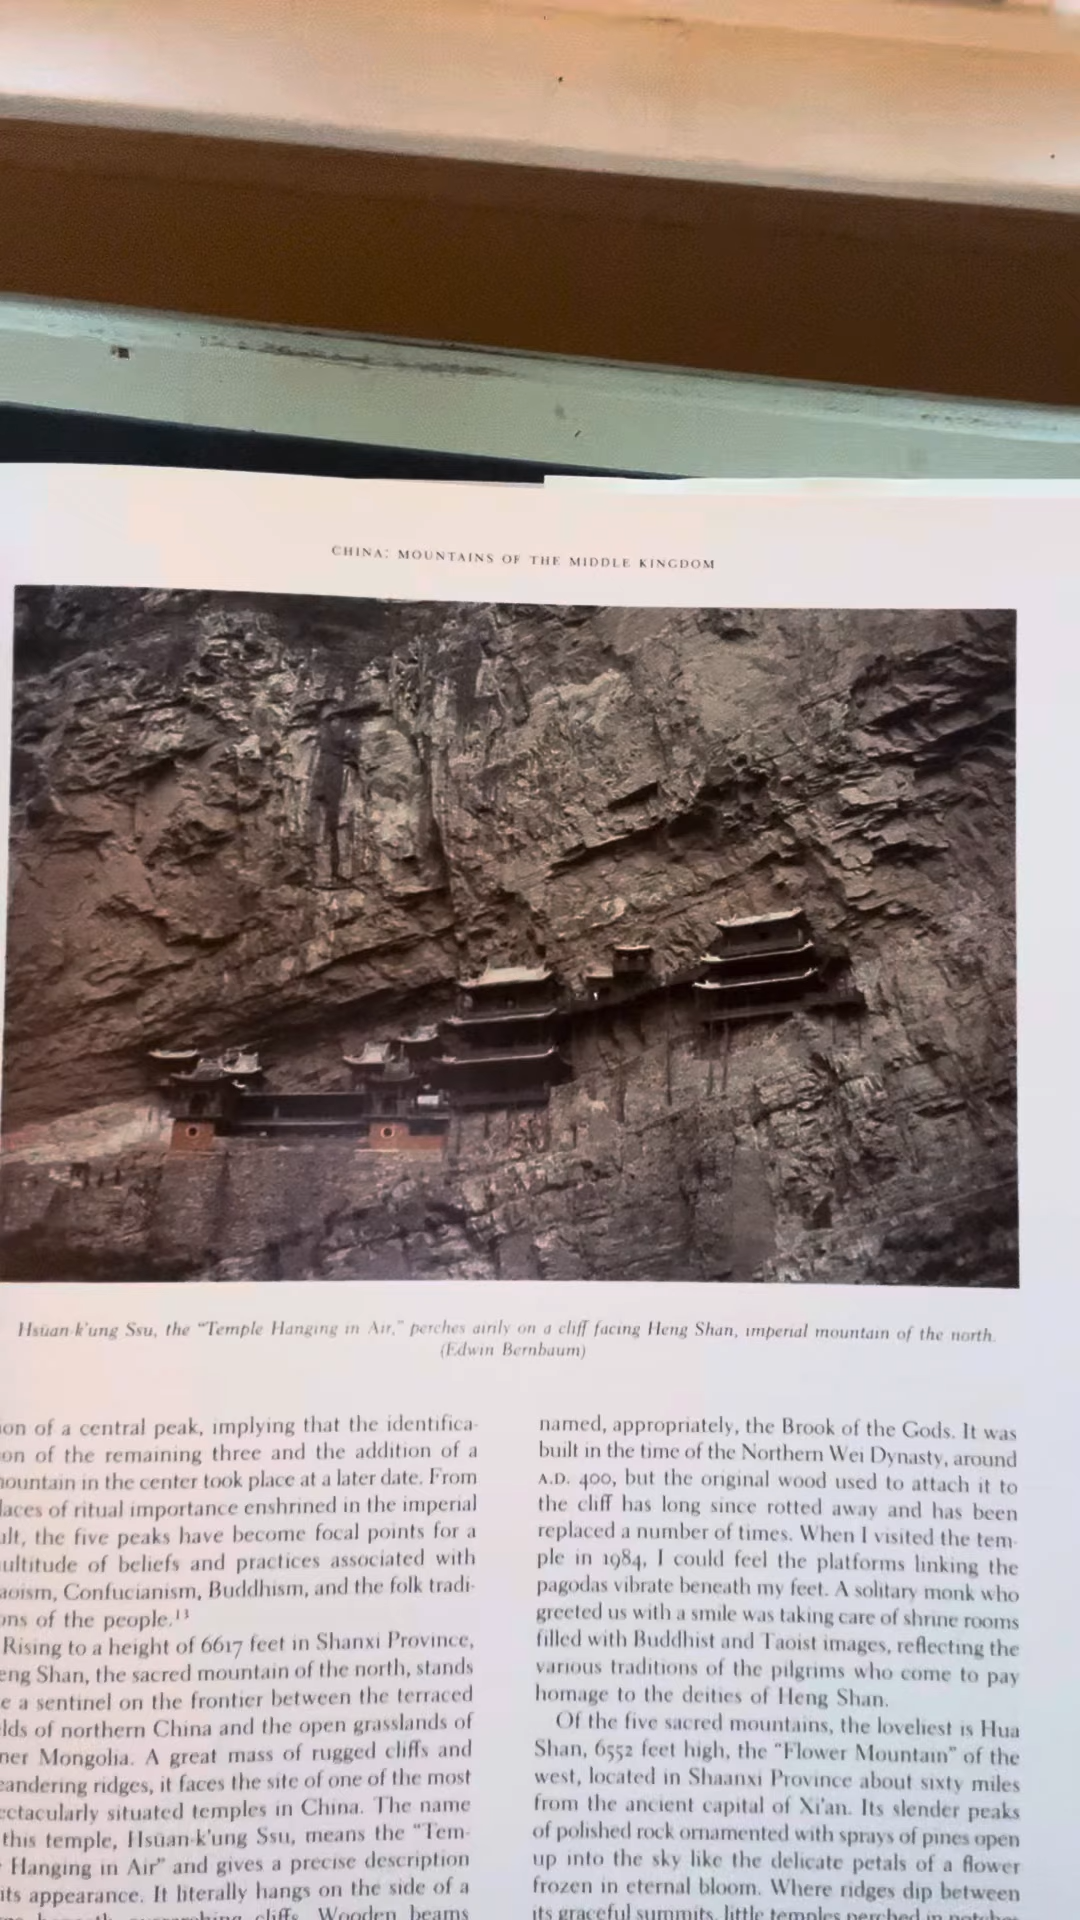 CHINA: MOUNTAINS OF THE MIDDLE KINGDOM
Hsüan-k'ung Ssu, the "Temple Hanging in Air," perches airily on a cliff facing Heng Shan, imperial mountain of the north.
(Edwin Bernbaum)
ion of a central peak, implying that the identifica-
on of the remaining three and the addition of a
ountain in the center took place at a later date. From
laces of ritual importance enshrined in the imperial
ult, the five peaks have become focal points for a
ultitude of beliefs and practices associated with
aoism, Confucianism, Buddhism, and the folk tradi-
ons of the people.13
Rising to a height of 6617 feet in Shanxi Province,
eng Shan, the sacred mountain of the north, stands
e a sentinel on the frontier between the terraced
lds of northern China and the open grasslands of
ner Mongolia. A great mass of rugged cliffs and
eandering ridges, it faces the site of one of the most
ectacularly situated temples in China. The name
this temple, Hsüan-k'ung Ssu, means the "Tem-
Hanging in Air" and gives a precise description
its appearance. It literally hangs on the side of a
cliffs. Wooden beams
named, appropriately, the Brook of the Gods. It was
built in the time of the Northern Wei Dynasty, around
A.D. 400, but the original wood used to attach it to
the cliff has long since rotted away and has been
replaced a number of times. When I visited the tem-
ple in 1984, I could feel the platforms linking the
pagodas vibrate beneath my feet. A solitary monk who
greeted us with a smile was taking care of shrine rooms
filled with Buddhist and Taoist images, reflecting the
various traditions of the pilgrims who come to pay
homage to the deities of Heng Shan.
Of the five sacred mountains, the loveliest is Hua
Shan, 6552 feet high, the "Flower Mountain" of the
west, located in Shaanxi Province about sixty miles
from the ancient capital of Xi'an. Its slender peaks
of polished rock ornamented with sprays of pines open
up into the sky like the delicate petals of a flower
frozen in eternal bloom. Where ridges dip between
its graceful summits, little temples perched in